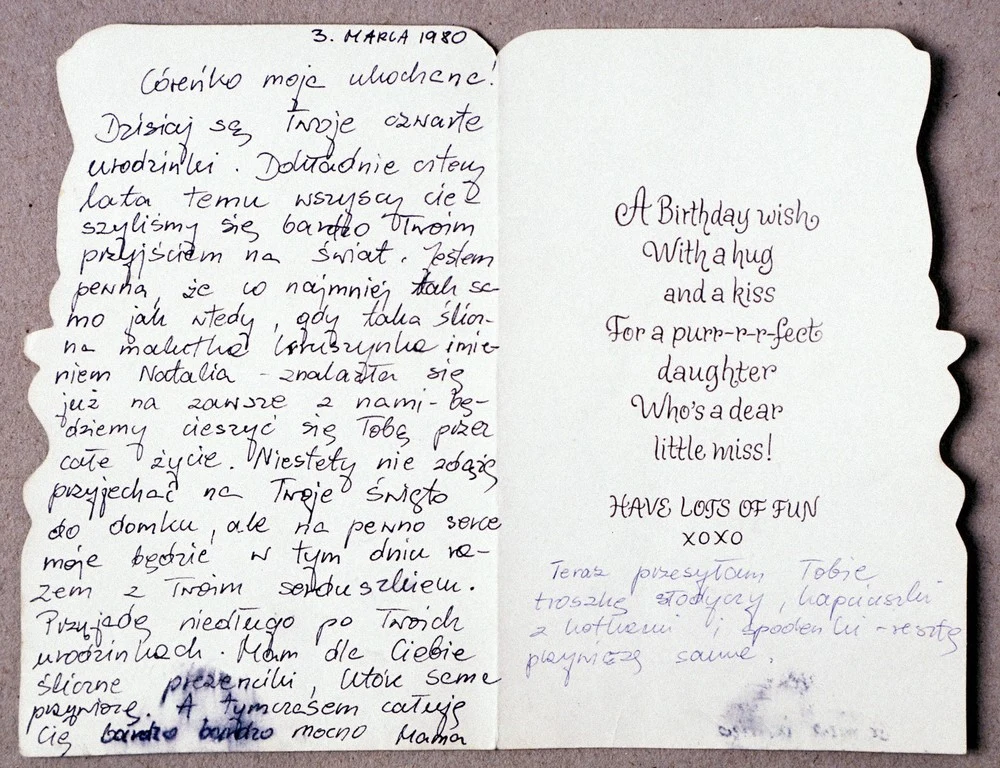 3. MARCA 1980
Córeńko moja ukochana!
Dzisiaj są Twoje czwarte
urodzinki. Dokładnie cztery
lata temu wszyscy cie-
szyliśmy się bardzo Twoim
przyjściem na świat. Jestem
pewna, że co najmniej tak sa-
mo jak wtedy, gdy taka ślicz-
na malutka kruszynka imie-
niem Natalia - znalazła się
już na zawsze z nami - bę-
dziemy cieszyć się Tobą przez
całe życie. Niestety nie zdążę
przyjechać na Twoje święto
do domku, ale na pewno serce
moje będzie w tym dniu ra-
zem z Twoim serduszkiem.
Przyjadę niedługo po Twoich
urodzinkach. Mam dla Ciebie
śliczne prezenciki, które sama
przywiozę. A tymczasem całuję
Cię bardzo bardzo mocno Mama
A Birthday wish
With a hug
and a kiss
For a purr-r-r-fect
daughter
Who's a dear
little miss!
HAVE LOTS OF FUN
XOXO
Teraz przesyłam Tobie
troszkę słodyczy, kapciuszki
z kotkami i spodenki - resztę
przywiozę sama.